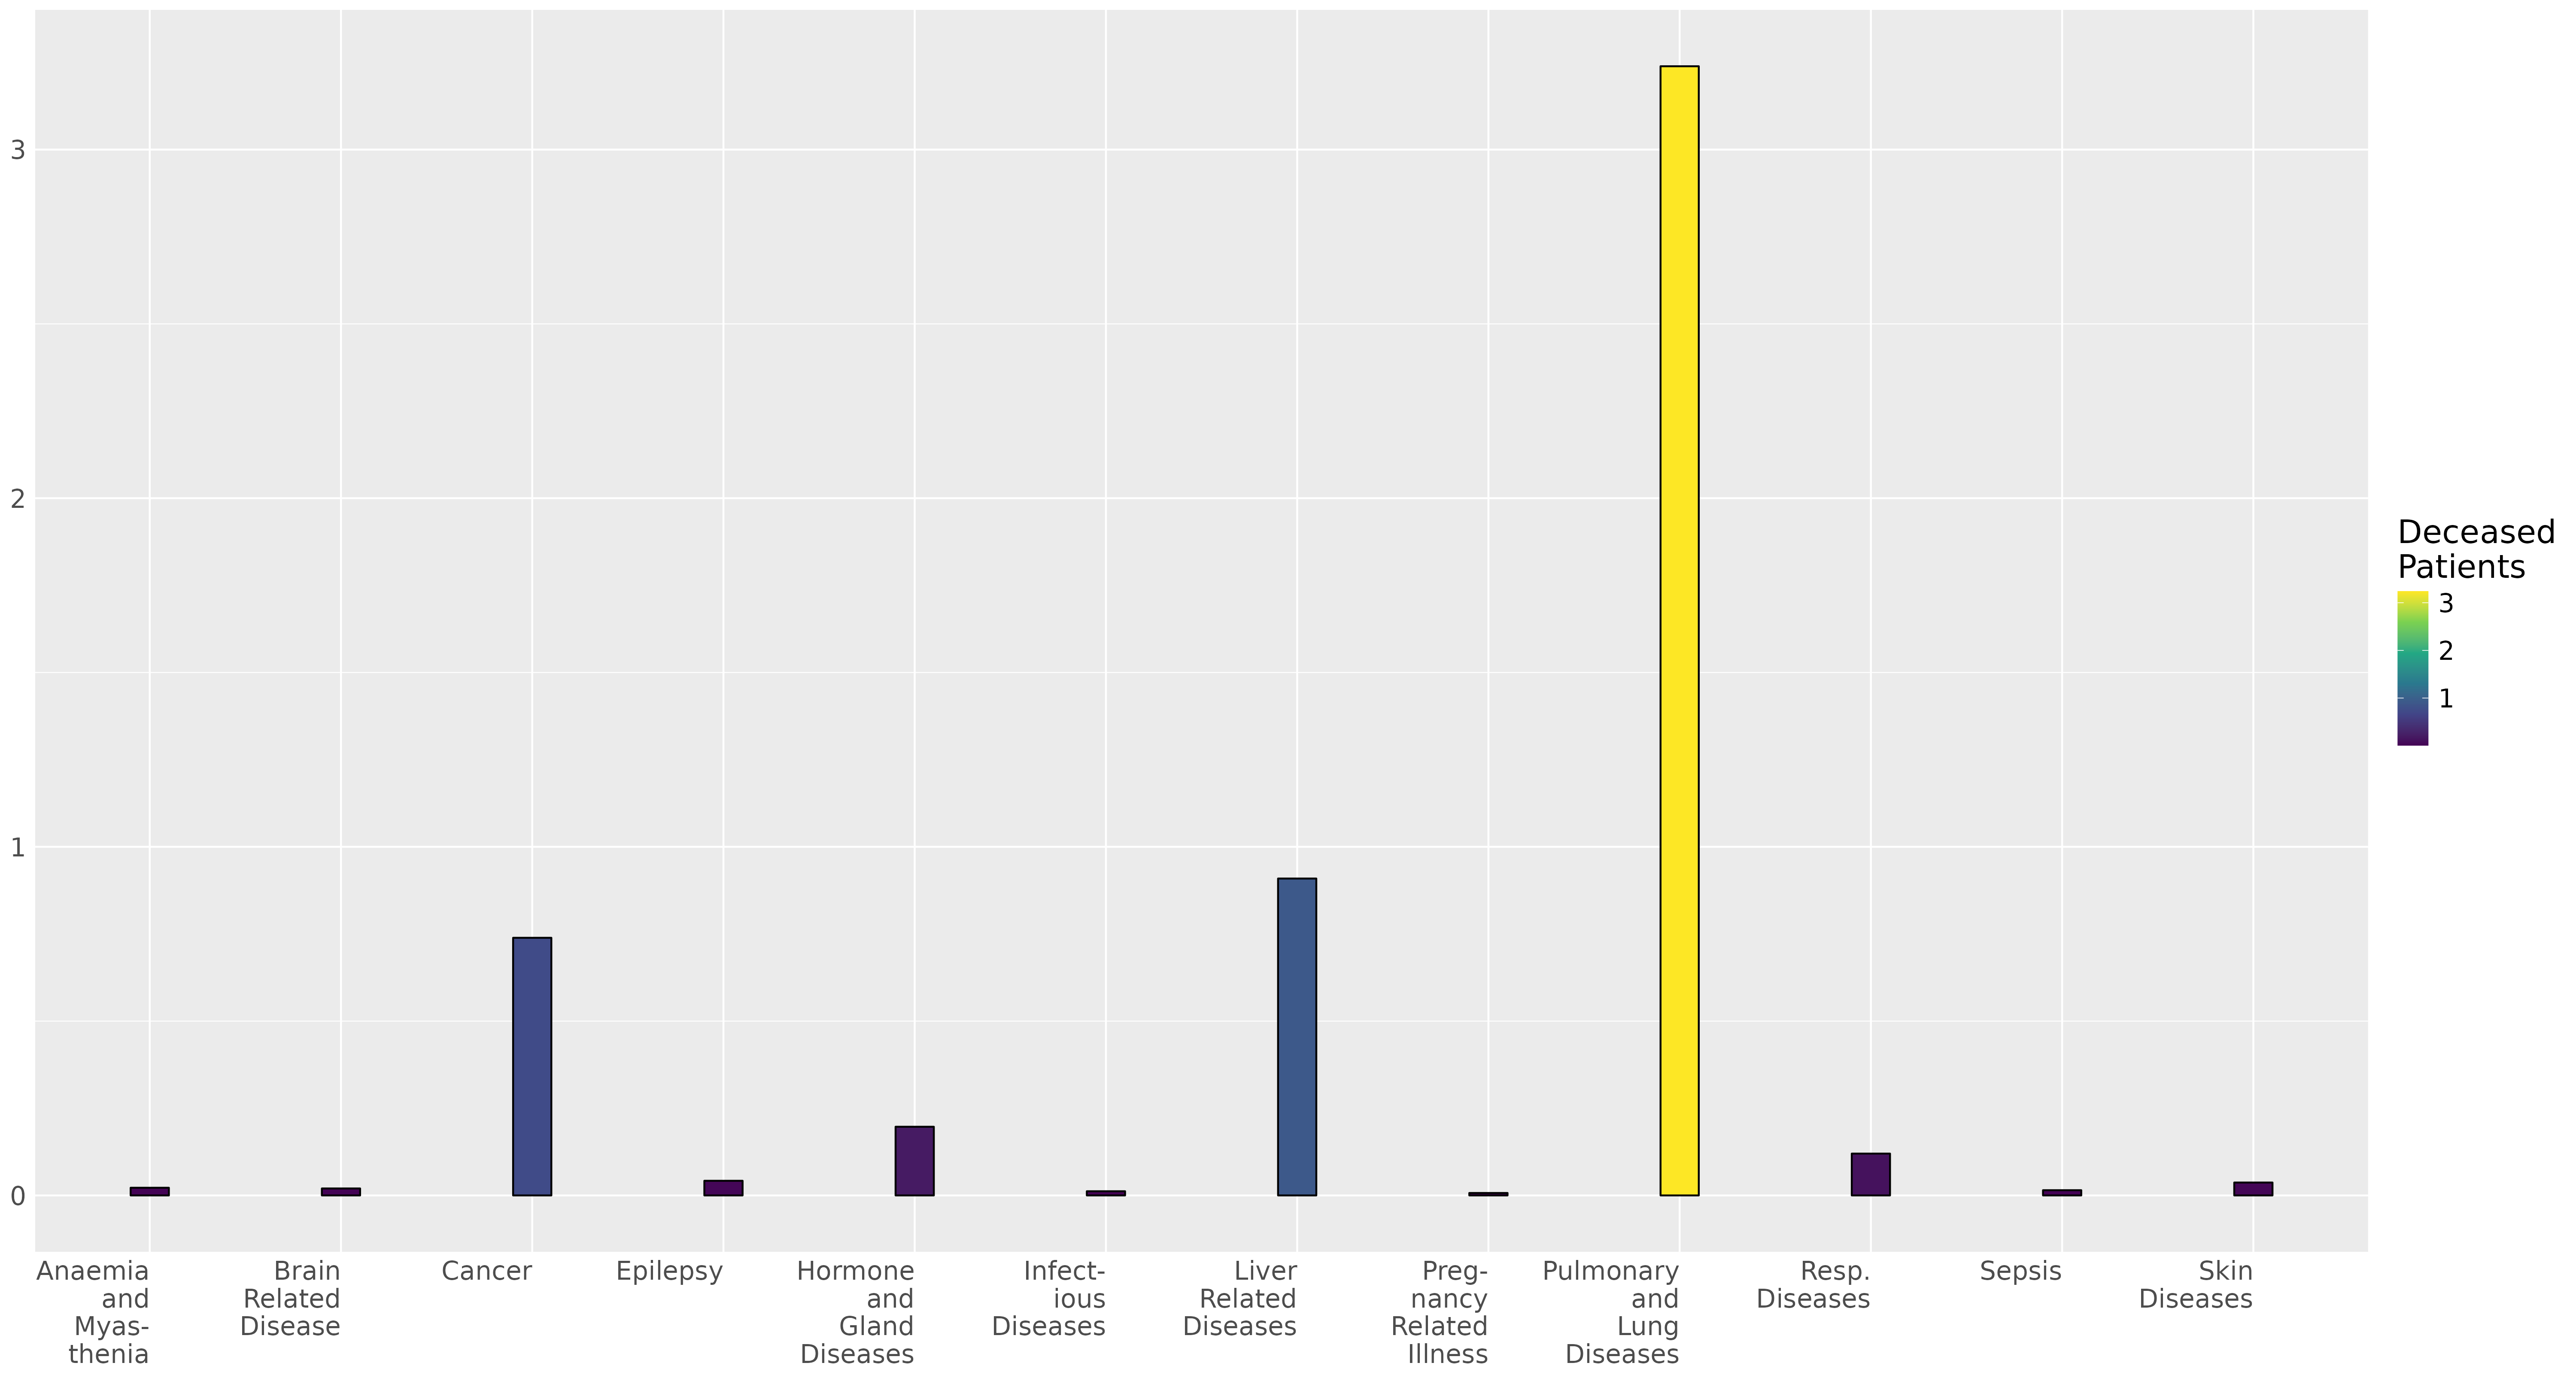 3
2
1
0
Anaemia
and
Myas-
thenia
Brain
Related
Disease
Cancer
Epilepsy
Hormone
and
Gland
Diseases
Infect-
ious
Diseases
Liver
Related
Diseases
Preg-
nancy
Related
Illness
Pulmonary
and
Lung
Diseases
Resp.
Diseases
Sepsis
Skin
Diseases
Deceased
Patients
3
2
1